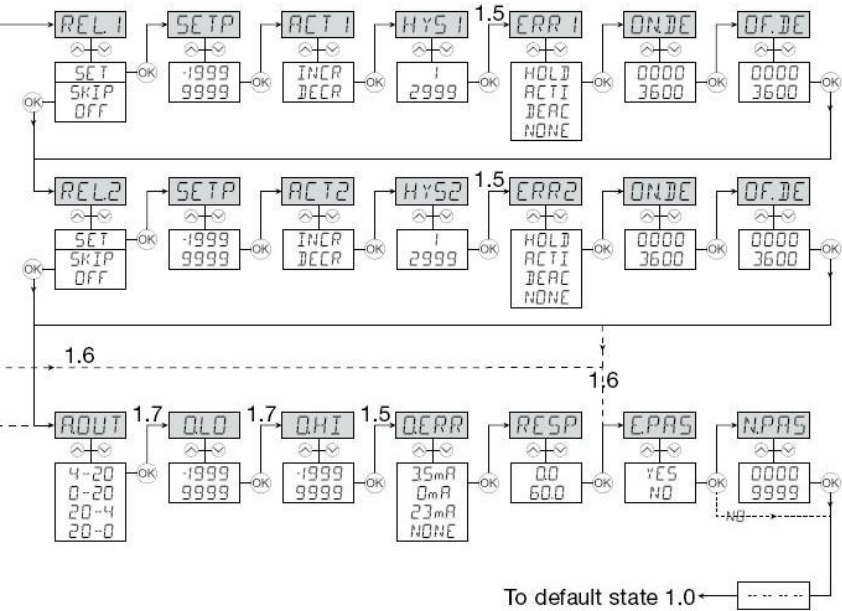 REL.1 SETP ACT1 HYS1 1.5 ERR1 ON.DE OF.DE
SET OK -1999 OK INCR OK 1 OK HOLD OK 0000 OK 0000 OK
OK SKIP 9999 DECR 2999 ACTI 3600 3600
OFF DEAC
NONE
REL.2 SETP ACT2 HYS2 1.5 ERR2 ON.DE OF.DE
SET OK -1999 OK INCR OK 1 OK HOLD OK 0000 OK 0000 OK
OK SKIP 9999 DECR 2999 ACTI 3600 3600
OFF DEAC
NONE
1.6
1.6
A.OUT 1.7 O.LO 1.7 O.HI 1.5 O.ERR RESP E.PAS N.PAS
4-20 OK -1999 OK -1999 OK 3.5mA OK 0.0 OK YES OK 0000 OK
0-20 9999 9999 0mA 60.0 NO 9999
20-4 23mA
20-0 NONE
NO
To default state 1.0 -- -- -- --